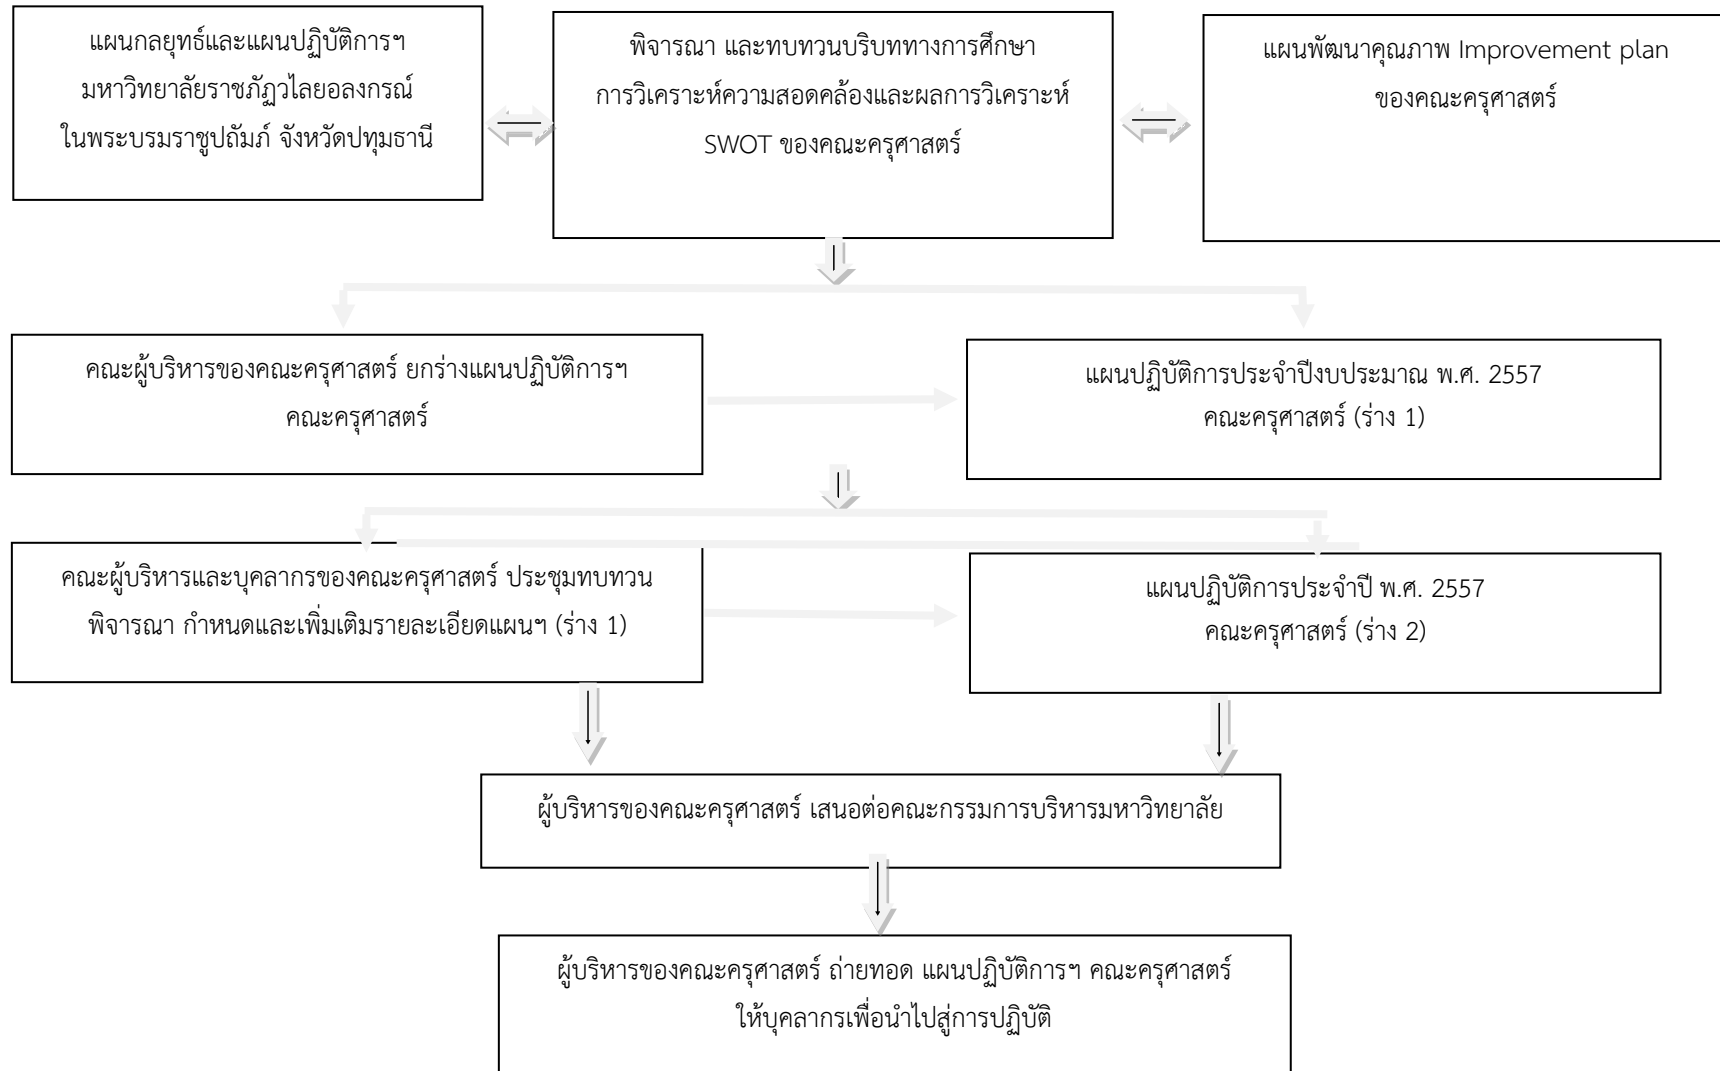 แผนกลยุทธ์และแผนปฏิบัติการฯ
มหาวิทยาลัยราชภัฏวไลยอลงกรณ์
ในพระบรมราชูปถัมภ์ จังหวัดปทุมธานี
พิจารณา และทบทวนบริบททางการศึกษา
การวิเคราะห์ความสอดคล้องและผลการวิเคราะห์
SWOT ของคณะครุศาสตร์
แผนพัฒนาคุณภาพ Improvement plan
ของคณะครุศาสตร์
คณะผู้บริหารของคณะครุศาสตร์ ยกร่างแผนปฏิบัติการฯ
คณะครุศาสตร์
แผนปฏิบัติการประจำปีงบประมาณ พ.ศ. 2557
คณะครุศาสตร์ (ร่าง 1)
คณะผู้บริหารและบุคลากรของคณะครุศาสตร์ ประชุมทบทวน
พิจารณา กำหนดและเพิ่มเติมรายละเอียดแผนฯ (ร่าง 1)
แผนปฏิบัติการประจำปี พ.ศ. 2557
คณะครุศาสตร์ (ร่าง 2)
ผู้บริหารของคณะครุศาสตร์ เสนอต่อคณะกรรมการบริหารมหาวิทยาลัย
ผู้บริหารของคณะครุศาสตร์ ถ่ายทอด แผนปฏิบัติการฯ คณะครุศาสตร์
ให้บุคลากรเพื่อนำไปสู่การปฏิบัติ